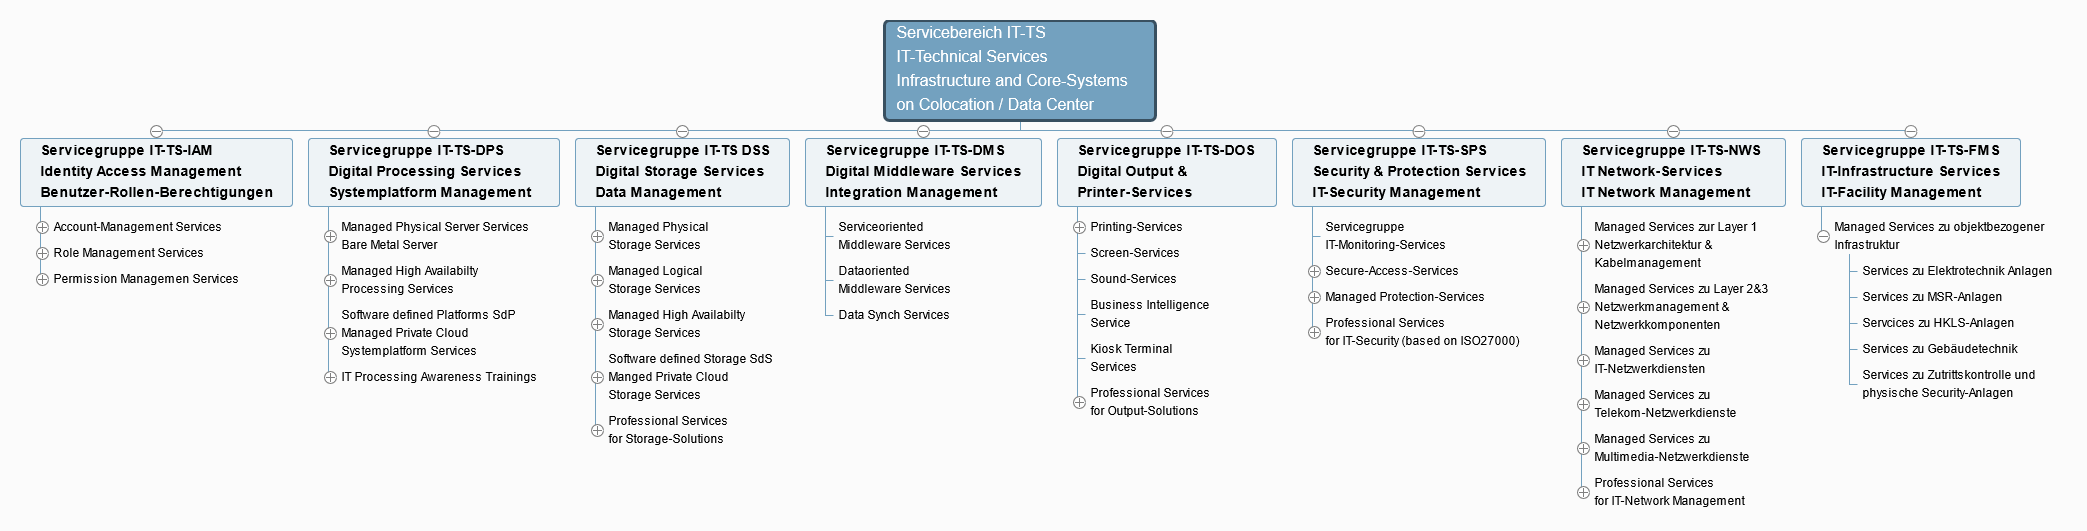 Servicebereich IT-TS
IT-Technical Services
Infrastructure and Core-Systems
on Colocation / Data Center
Servicegruppe IT-TS-IAM
Identity Access Management
Benutzer-Rollen-Berechtigungen
Account-Management Services
Role Management Services
Permission Managemen Services
Servicegruppe IT-TS-DPS
Digital Processing Services
Systemplatform Management
Managed Physical Server Services
Bare Metal Server
Managed High Availabilty
Processing Services
Software defined Platforms SdP
Managed Private Cloud
Systemplatform Services
IT Processing Awareness Trainings
Servicegruppe IT-TS DSS
Digital Storage Services
Data Management
Managed Physical
Storage Services
Managed Logical
Storage Services
Managed High Availabilty
Storage Services
Software defined Storage SdS
Manged Private Cloud
Storage Services
Professional Services
for Storage-Solutions
Servicegruppe IT-TS-DMS
Digital Middleware Services
Integration Management
Serviceoriented
Middleware Services
Dataoriented
Middleware Services
Data Synch Services
Servicegruppe IT-TS-DOS
Digital Output &
Printer-Services
Printing-Services
Screen-Services
Sound-Services
Business Intelligence
Service
Kiosk Terminal
Services
Professional Services
for Output-Solutions
Servicegruppe IT-TS-SPS
Security & Protection Services
IT-Security Management
Servicegruppe
IT-Monitoring-Services
Secure-Access-Services
Managed Protection-Services
Professional Services
for IT-Security (based on ISO27000)
Servicegruppe IT-TS-NWS
IT Network-Services
IT Network Management
Managed Services zur Layer 1
Netzwerkarchitektur &
Kabelmanagement
Managed Services zu Layer 2&3
Netzwerkmanagement &
Netzwerkkomponenten
Managed Services zu
IT-Netzwerkdiensten
Managed Services zu
Telekom-Netzwerkdienste
Managed Services zu
Multimedia-Netzwerkdienste
Professional Services
for IT-Network Management
Servicegruppe IT-TS-FMS
IT-Infrastructure Services
IT-Facility Management
Managed Services zu objektbezogener
Infrastruktur
Services zu Elektrotechnik Anlagen
Services zu MSR-Anlagen
Servcices zu HKLS-Anlagen
Services zu Gebäudetechnik
Services zu Zutrittskontrolle und
physische Security-Anlagen